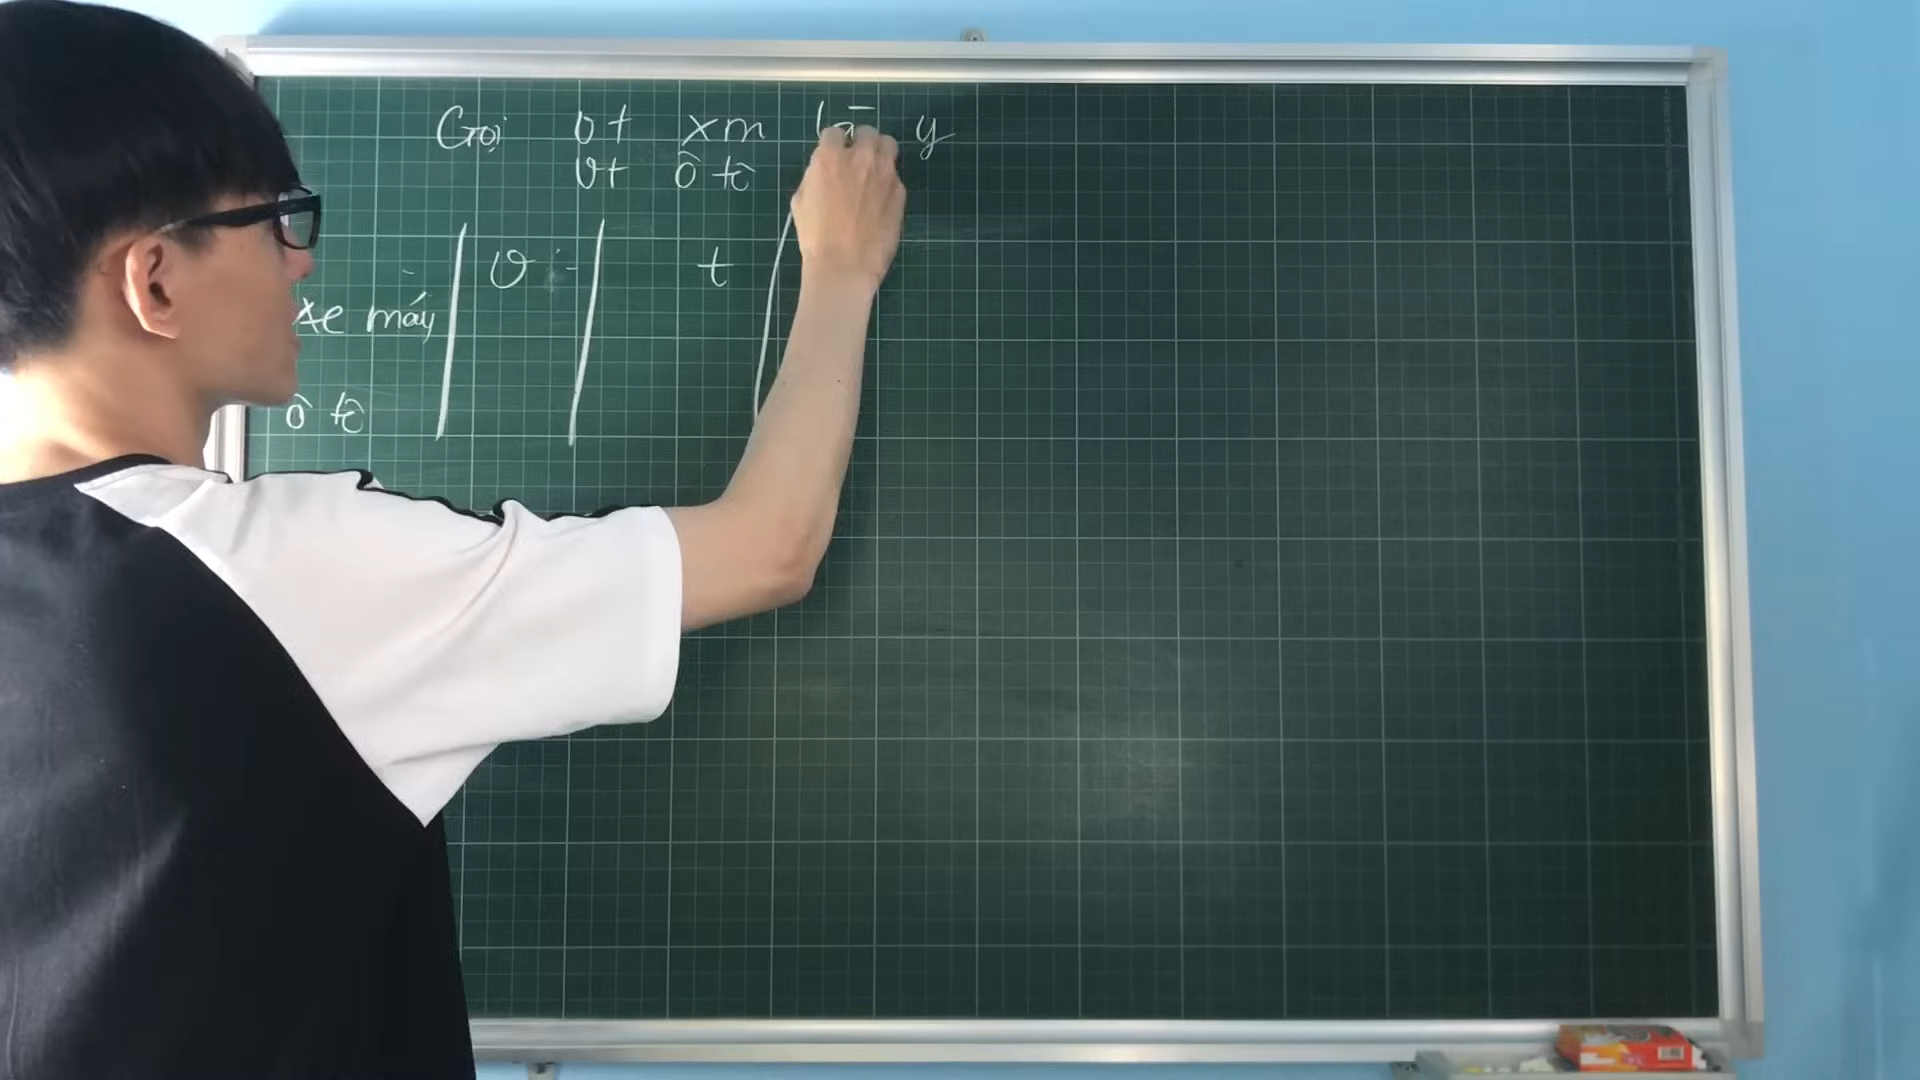 Gọi vt xm là y
vt ô tô
v t
xe máy
ô tô